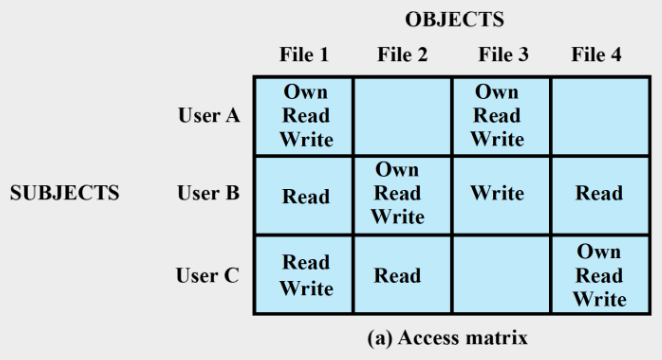 OBJECTS
File 1 File 2 File 3 File 4
User A
Own
Read
Write
Own
Read
Write
SUBJECTS
User B
Read
Own
Read
Write
Write
Read
User C
Read
Write
Read
Own
Read
Write
(a) Access matrix